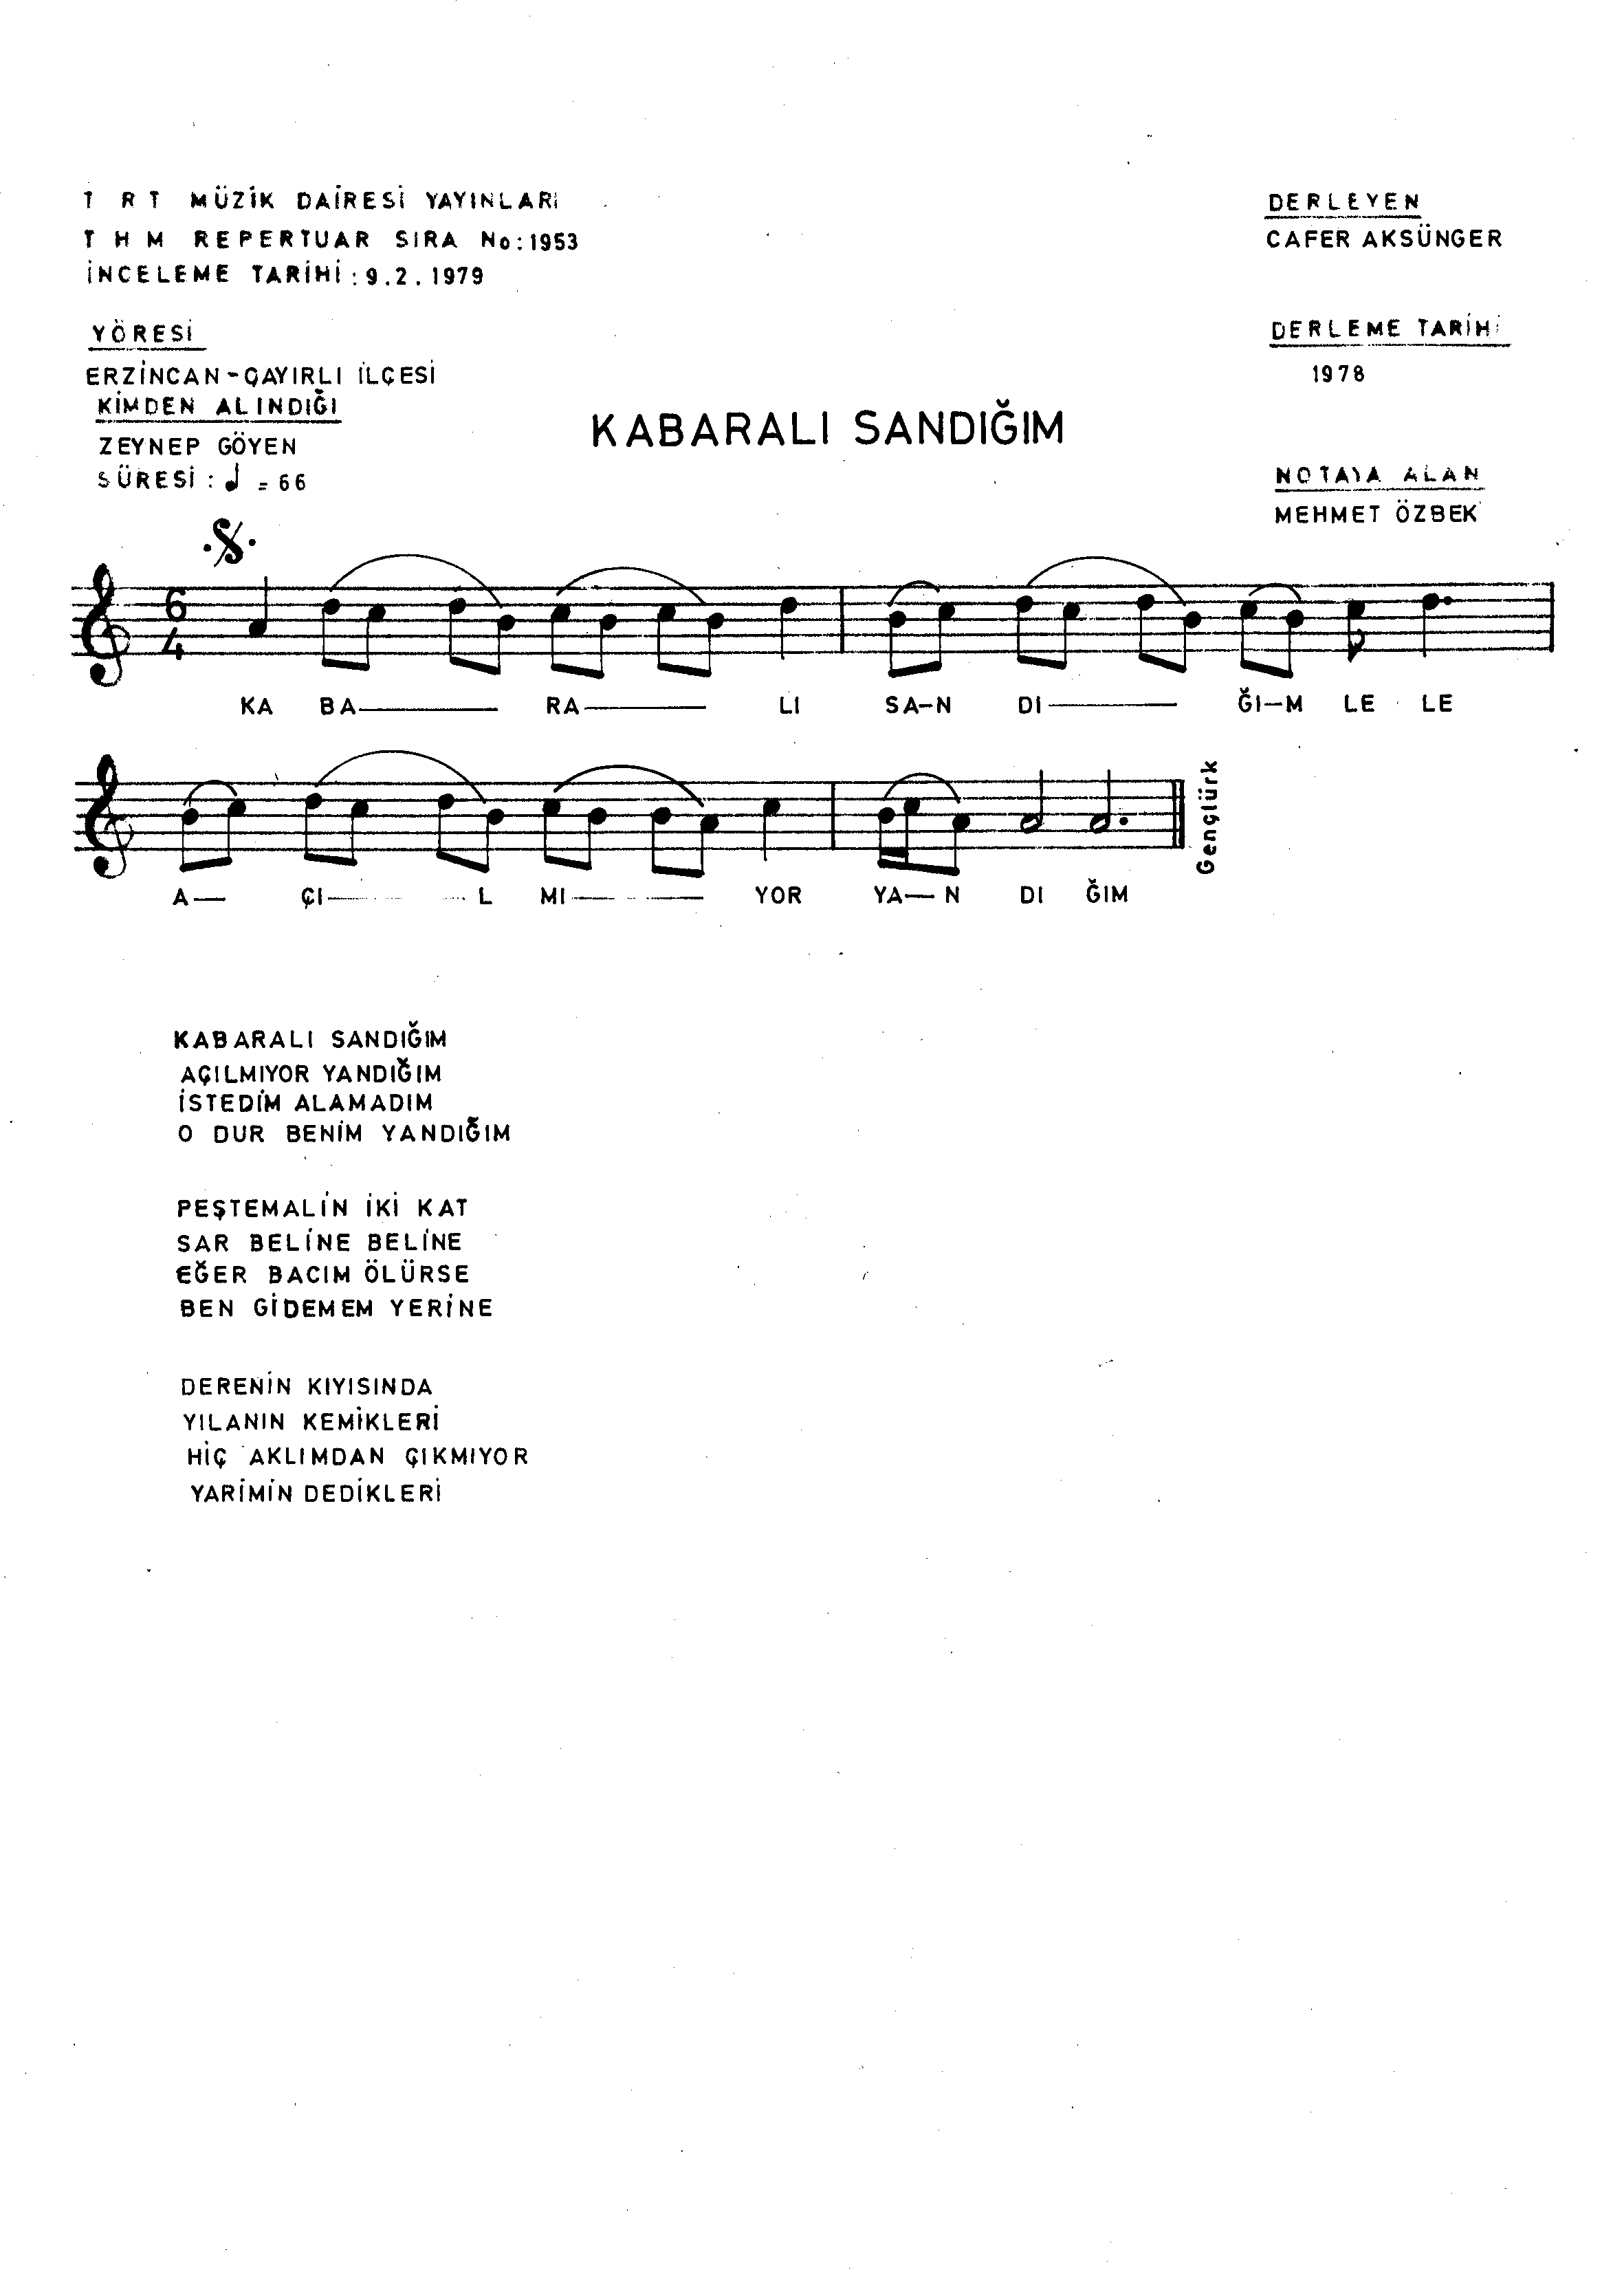 T R T MÜZİK DAİRESİ YAYINLARI
T H M REPERTUAR SIRA No:1953
İNCELEME TARİHİ : 9.2.1979
DERLEYEN
CAFER AKSÜNGER
YÖRESİ
ERZİNCAN-ÇAYIRLI İLÇESİ
KİMDEN ALINDIĞI
ZEYNEP GÖYEN
SÜRESİ : ♩ = 66
DERLEME TARİHİ
1978
KABARALI SANDIĞIM
NOTAYA ALAN
MEHMET ÖZBEK
6
4
KA BA— RA— LI SA—N DI— ĞI—M LE LE
A— ÇI— L MI— YOR YA—N DI ĞIM
Gençtürk
KABARALI SANDIĞIM
AÇILMIYOR YANDIĞIM
İSTEDİM ALAMADIM
O DUR BENİM YANDIĞIM
PEŞTEMALİN İKİ KAT
SAR BELİNE BELİNE
EĞER BACIM ÖLÜRSE
BEN GİDEMEM YERİNE
DERENİN KIYISINDA
YILANIN KEMİKLERİ
HİÇ AKLIMDAN ÇIKMIYOR
YARİMİN DEDİKLERİ